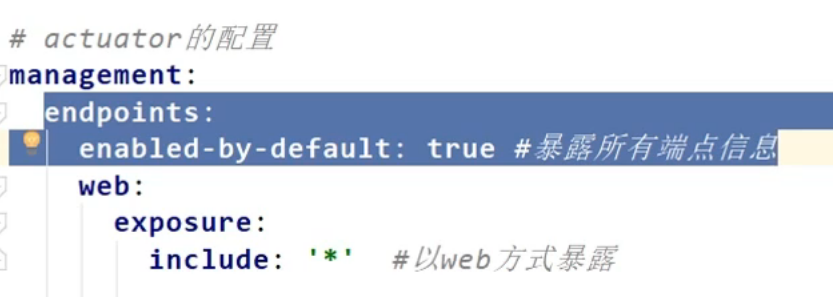 # actuator的配置
management:
  endpoints:
    enabled-by-default: true #暴露所有端点信息
    web:
      exposure:
        include: '*'  #以web方式暴露